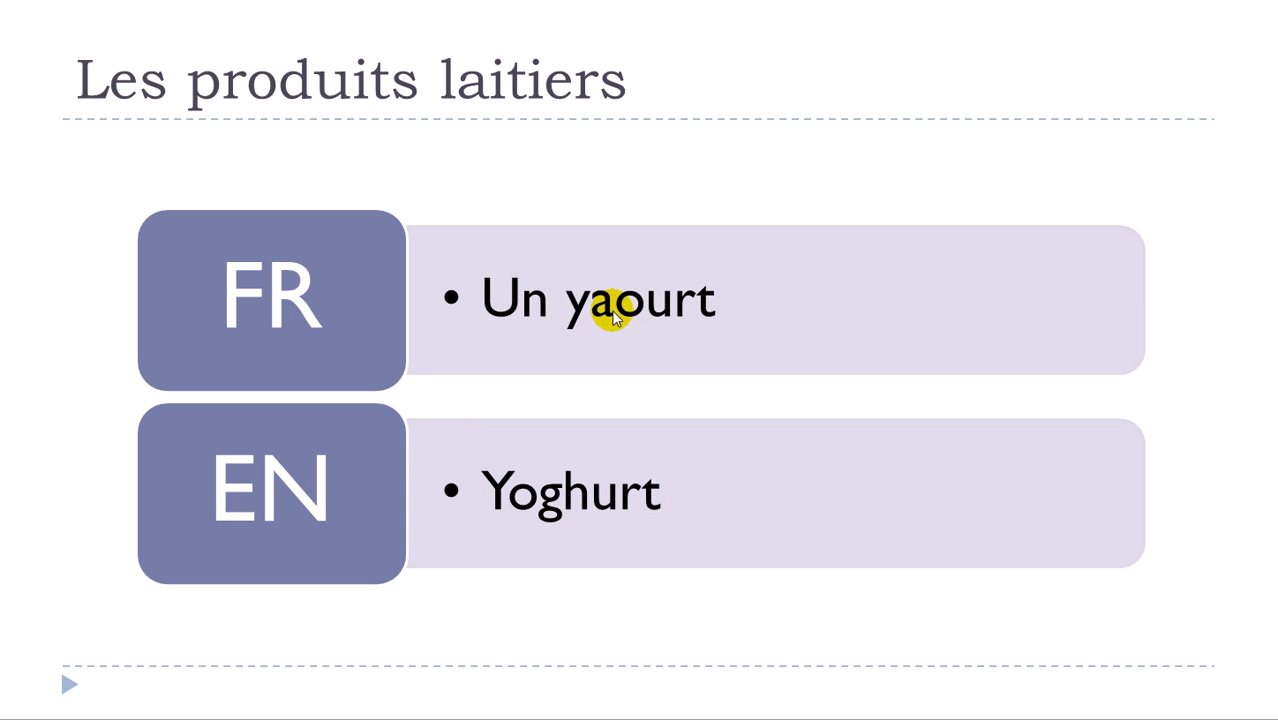 Les produits laitiers
FR
• Un yaourt
EN
• Yoghurt